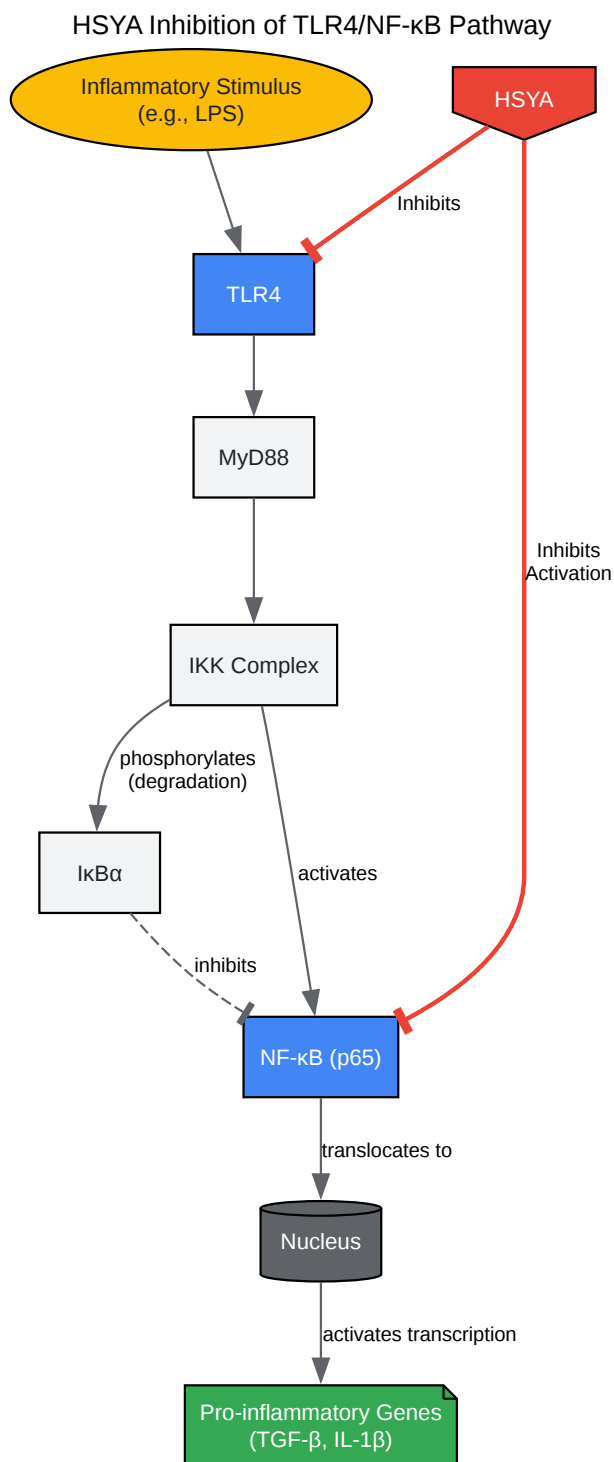 HSYA Inhibition of TLR4/NF-κB Pathway
Inflammatory Stimulus
(e.g., LPS)
HSYA
Inhibits
TLR4
MyD88
Inhibits
Activation
IKK Complex
phosphorylates
(degradation)
IκBα
activates
inhibits
NF-κB (p65)
translocates to
Nucleus
activates transcription
Pro-inflammatory Genes
(TGF-β, IL-1β)